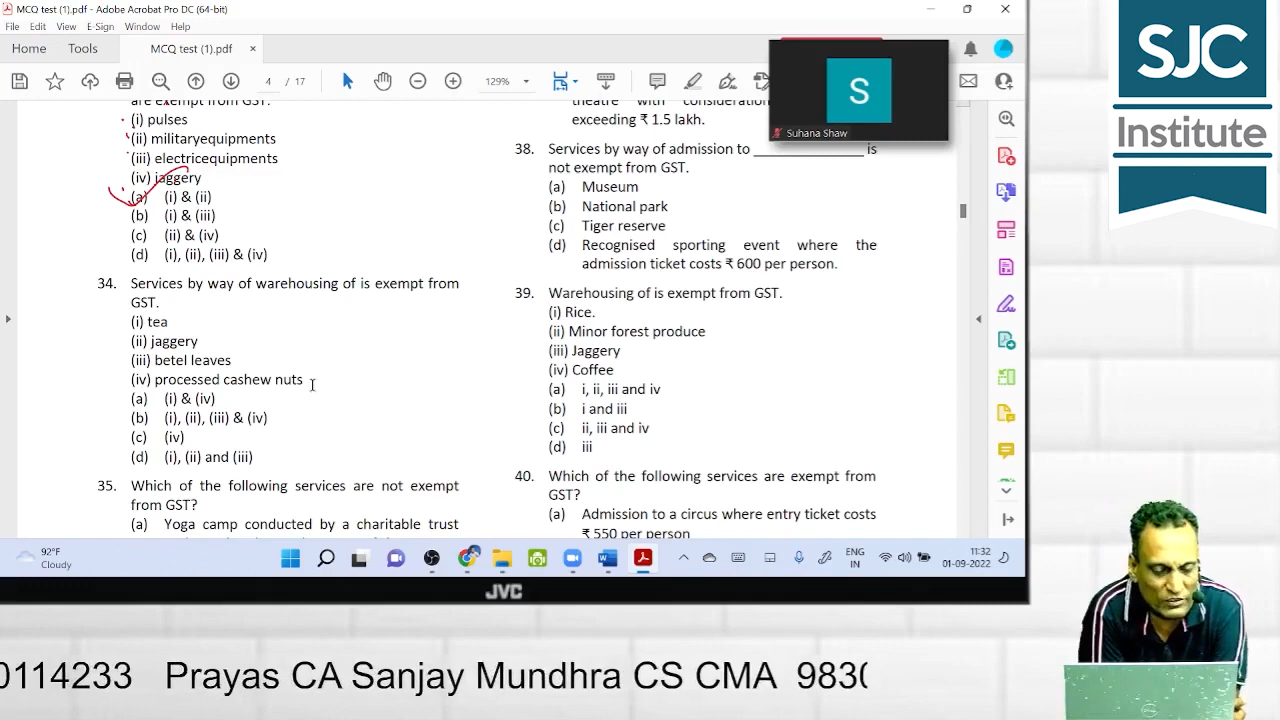 MCQ test (1).pdf - Adobe Acrobat Pro DC (64-bit)
File Edit View E-Sign Window Help
Home Tools MCQ test (1).pdf ×
4 / 17 129%
S
Suhana Shaw
SJC
Institute
are exempt from GST.
(i) pulses
(ii) militaryequipments
(iii) electricequipments
(iv) jaggery
(a) (i) & (ii)
(b) (i) & (iii)
(c) (ii) & (iv)
(d) (i), (ii), (iii) & (iv)
34. Services by way of warehousing of is exempt from
GST.
(i) tea
(ii) jaggery
(iii) betel leaves
(iv) processed cashew nuts
(a) (i) & (iv)
(b) (i), (ii), (iii) & (iv)
(c) (iv)
(d) (i), (ii) and (iii)
35. Which of the following services are not exempt
from GST?
(a) Yoga camp conducted by a charitable trust
theatre with consideration
exceeding ₹ 1.5 lakh.
38. Services by way of admission to ______________ is
not exempt from GST.
(a) Museum
(b) National park
(c) Tiger reserve
(d) Recognised sporting event where the
admission ticket costs ₹ 600 per person.
39. Warehousing of is exempt from GST.
(i) Rice.
(ii) Minor forest produce
(iii) Jaggery
(iv) Coffee
(a) i, ii, iii and iv
(b) i and iii
(c) ii, iii and iv
(d) iii
40. Which of the following services are exempt from
GST?
(a) Admission to a circus where entry ticket costs
₹ 550 per person
92°F
Cloudy
ENG
IN
11:32
01-09-2022
JVC
0114233 Prayas CA Sanjay Mundhra CS CMA 983